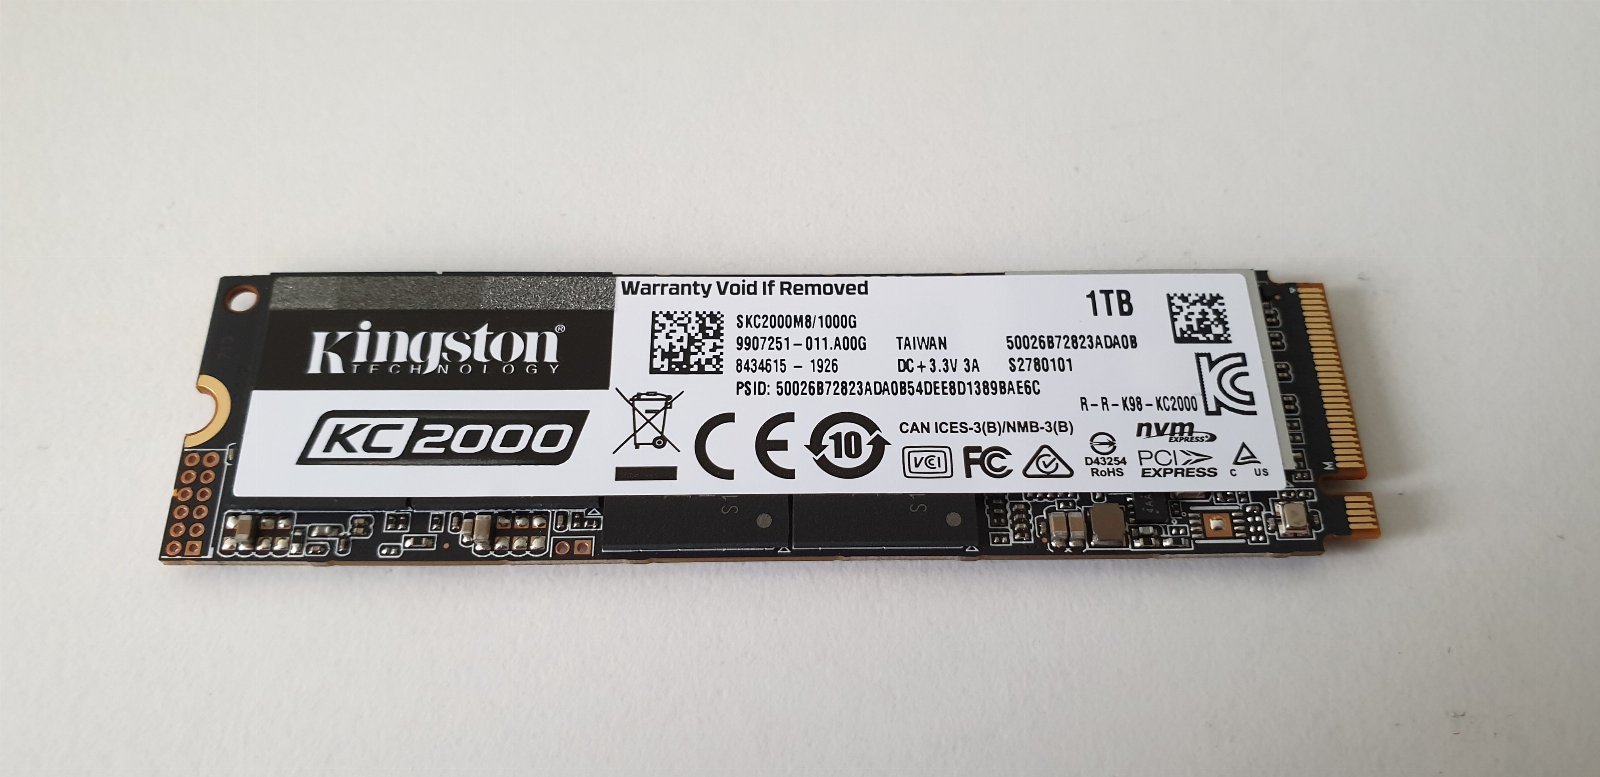 Warranty Void If Removed
Kingston®
TECHNOLOGY
KC2000
SKC2000M8/1000G
9907251-011.A00G TAIWAN 50026B72823ADA0B
8434615 - 1926 DC+3.3V 3A S2780101
PSID: 50026B72823ADA0B54DEE8D1389BAE6C
1TB
R-R-K98-KC2000
KC
CE
10
CAN ICES-3(B)/NMB-3(B)
VCI
FC
D43254
RoHS
nvm
EXPRESS
PCI
EXPRESS
C US
M